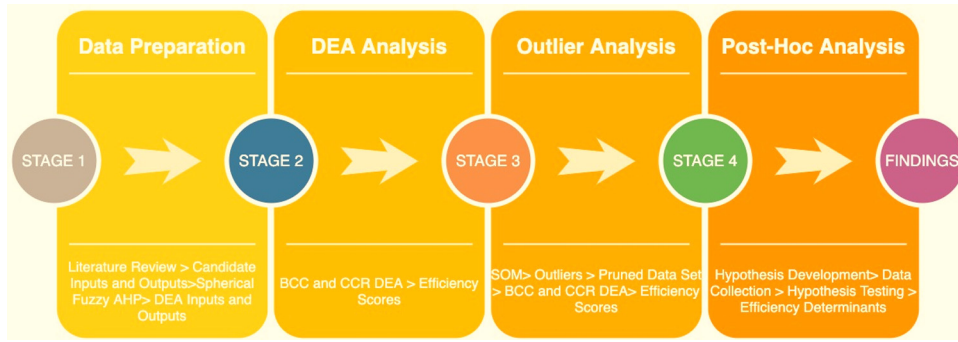 Data Preparation
DEA Analysis
Outlier Analysis
Post-Hoc Analysis
STAGE 1
STAGE 2
STAGE 3
STAGE 4
FINDINGS
Literature Review > Candidate
Inputs and Outputs>Spherical
Fuzzy AHP> DEA Inputs and
Outputs
BCC and CCR DEA > Efficiency
Scores
SOM> Outliers > Pruned Data Set
> BCC and CCR DEA> Efficiency
Scores
Hypothesis Development> Data
Collection > Hypothesis Testing >
Efficiency Determinants